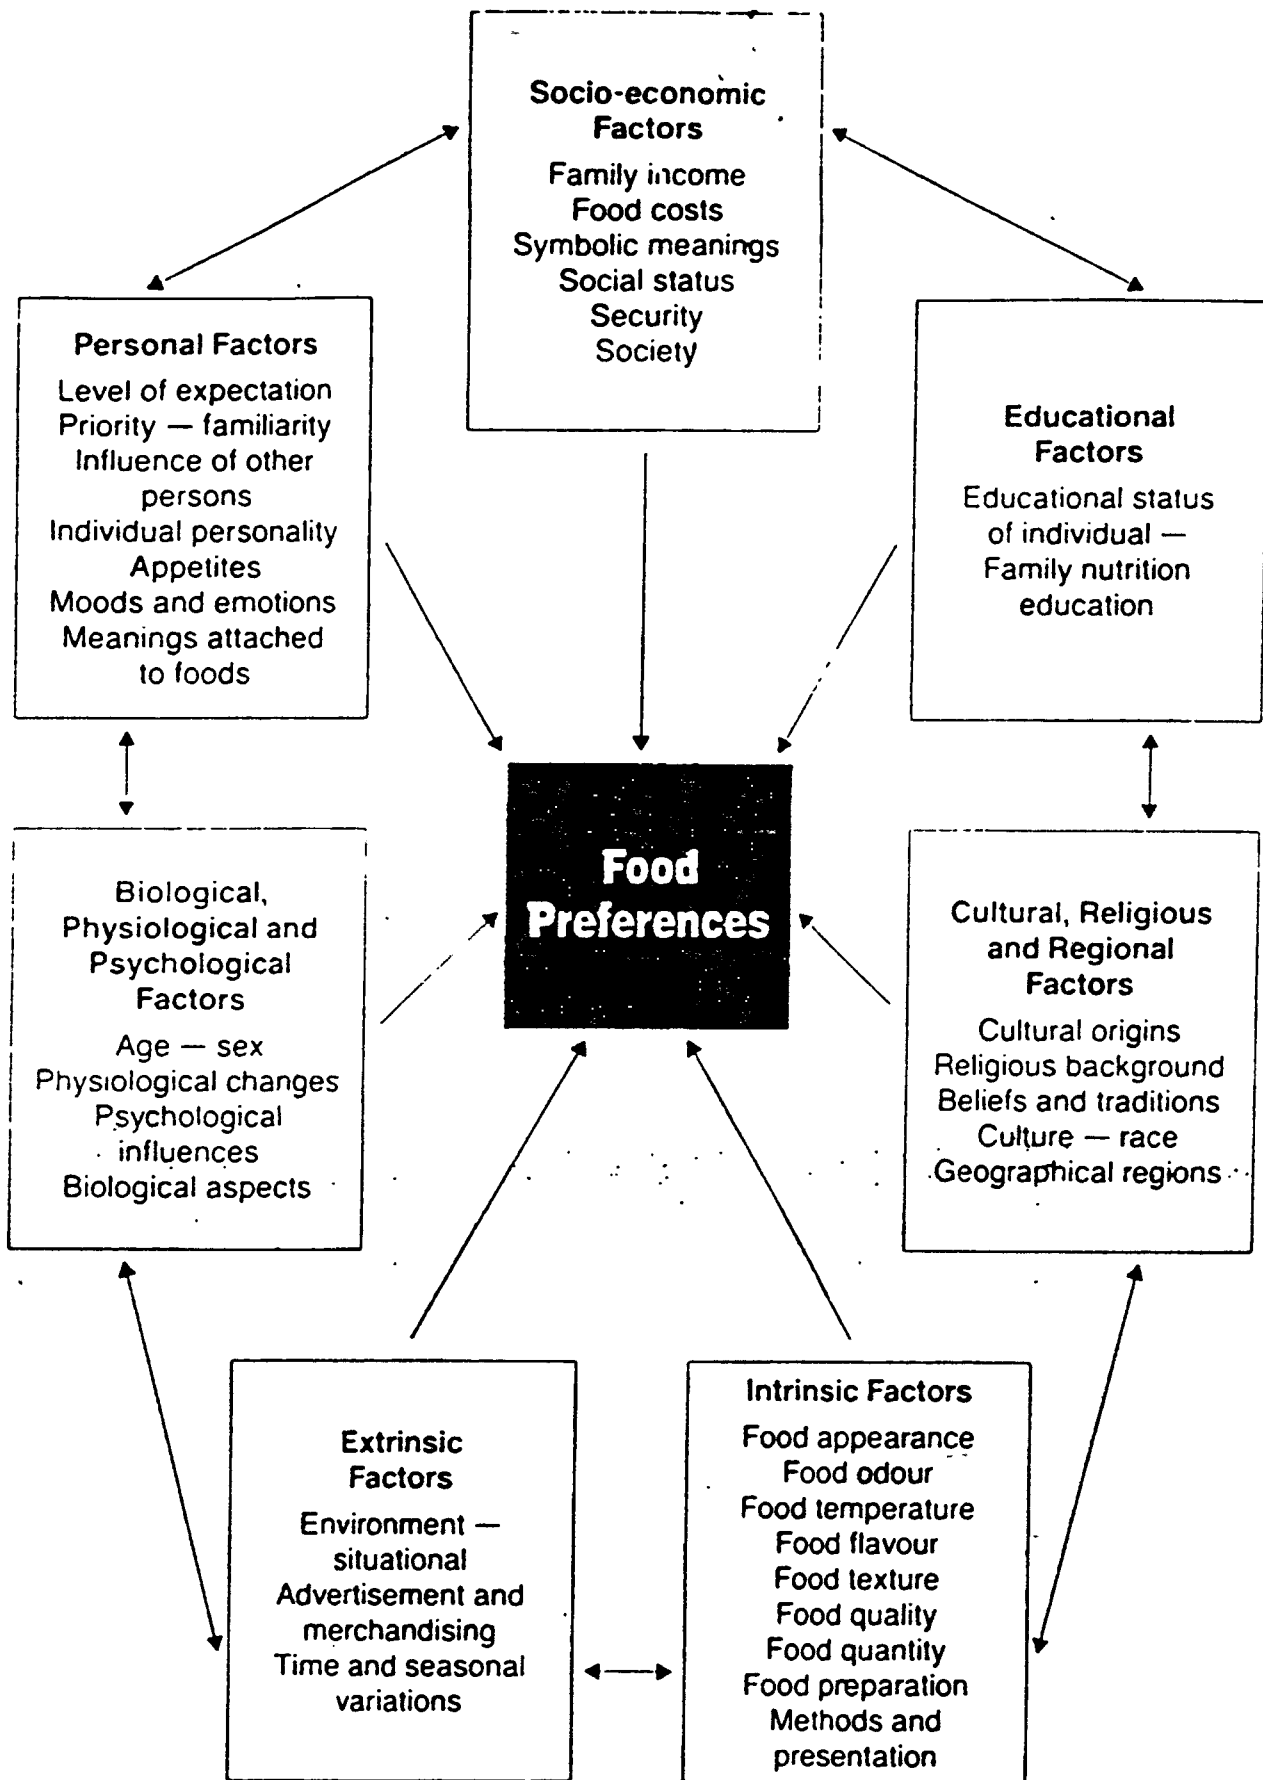 Socio-economic
Factors
Family income
Food costs
Symbolic meanings
Social status
Security
Society
Personal Factors
Level of expectation
Priority — familiarity
Influence of other
persons
Individual personality
Appetites
Moods and emotions
Meanings attached
to foods
Educational
Factors
Educational status
of individual —
Family nutrition
education
Food
Preferences
Biological,
Physiological and
Psychological
Factors
Age — sex
Physiological changes
Psychological
influences
Biological aspects
Cultural, Religious
and Regional
Factors
Cultural origins
Religious background
Beliefs and traditions
Culture — race
Geographical regions
Extrinsic
Factors
Environment —
situational
Advertisement and
merchandising
Time and seasonal
variations
Intrinsic Factors
Food appearance
Food odour
Food temperature
Food flavour
Food texture
Food quality
Food quantity
Food preparation
Methods and
presentation